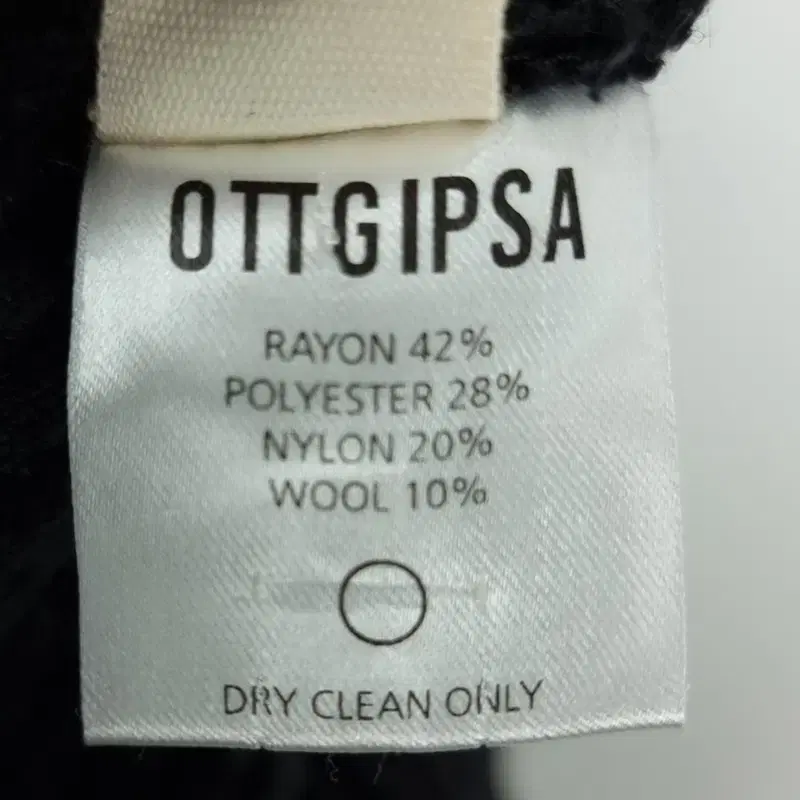 OTTGIPSA
RAYON 42%
POLYESTER 28%
NYLON 20%
WOOL 10%
DRY CLEAN ONLY